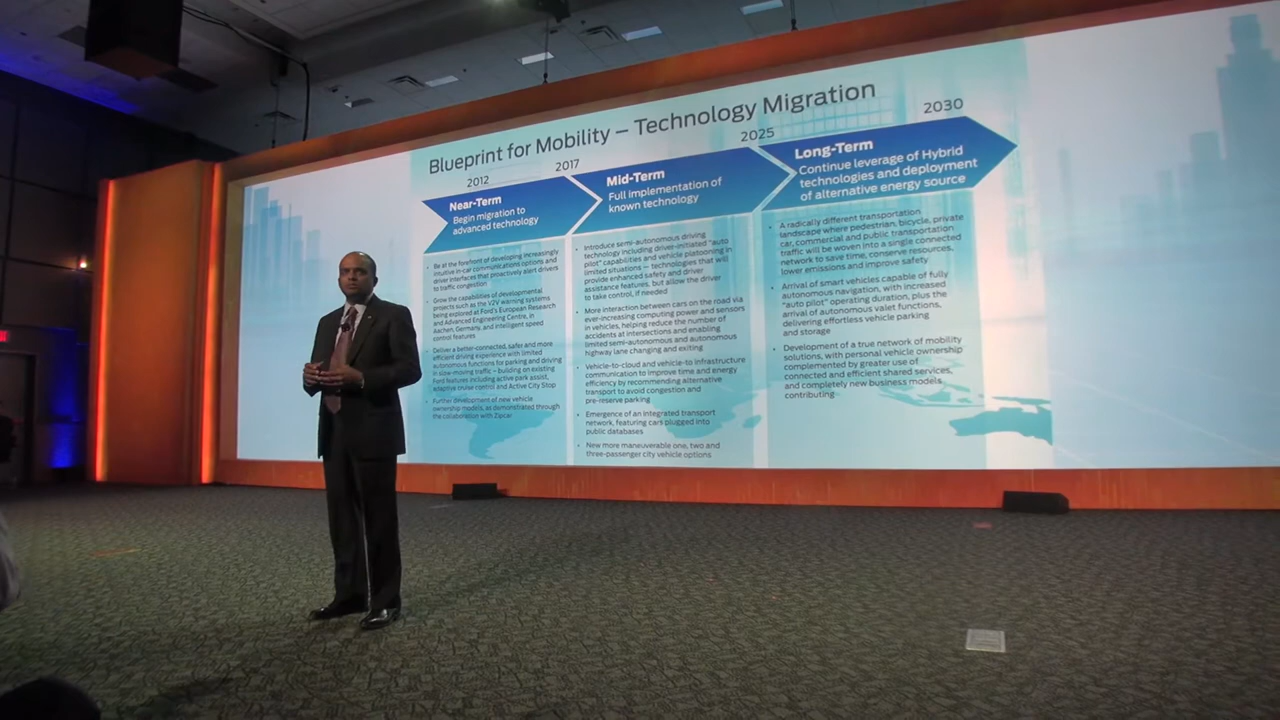 Blueprint for Mobility – Technology Migration
2012
2017
2025
2030
Near-Term
Begin migration to
advanced technology
Be at the forefront of developing increasingly
intuitive in-car communications options and
driver interfaces that proactively alert drivers
to traffic congestion
Grow the capabilities of developmental
projects such as the V2V warning systems
being explored at Ford's European Research
and Advanced Engineering Centre, in
Aachen, Germany, and intelligent speed
control features
Deliver a better-connected, safer and more
efficient driving experience with limited
autonomous functions for parking and driving
in slow-moving traffic – building on existing
Ford features including active park assist,
adaptive cruise control and Active City Stop
Further development of new vehicle
ownership models, as demonstrated through
the collaboration with Zipcar
Mid-Term
Full implementation of
known technology
• Introduce semi-autonomous driving
technology including driver-initiated "auto
pilot" capabilities and vehicle platooning in
limited situations — technologies that will
provide enhanced safety and driver
assistance features, but allow the driver
to take control, if needed
• More interaction between cars on the road via
ever-increasing computing power and sensors
in vehicles, helping reduce the number of
accidents at intersections and enabling
limited semi-autonomous and autonomous
highway lane changing and exiting
• Vehicle-to-cloud and vehicle-to infrastructure
communication to improve time and energy
efficiency by recommending alternative
transport to avoid congestion and
pre-reserve parking
• Emergence of an integrated transport
network, featuring cars plugged into
public databases
• New more maneuverable one, two and
three-passenger city vehicle options
Long-Term
Continue leverage of Hybrid
technologies and deployment
of alternative energy source
• A radically different transportation
landscape where pedestrian, bicycle, private
car, commercial and public transportation
traffic will be woven into a single connected
network to save time, conserve resources,
lower emissions and improve safety
• Arrival of smart vehicles capable of fully
autonomous navigation, with increased
"auto pilot" operating duration, plus the
arrival of autonomous valet functions,
delivering effortless vehicle parking
and storage
• Development of a true network of mobility
solutions, with personal vehicle ownership
complemented by greater use of
connected and efficient shared services,
and completely new business models
contributing